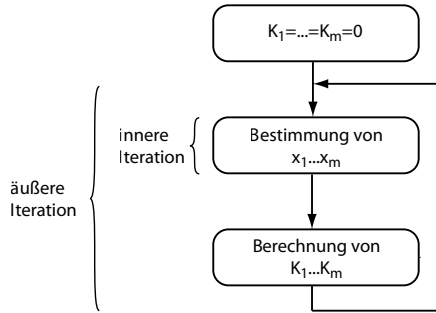 K₁=...=Kₘ=0
innere
Iteration
Bestimmung von
x₁...xₘ
äußere
Iteration
Berechnung von
K₁...Kₘ